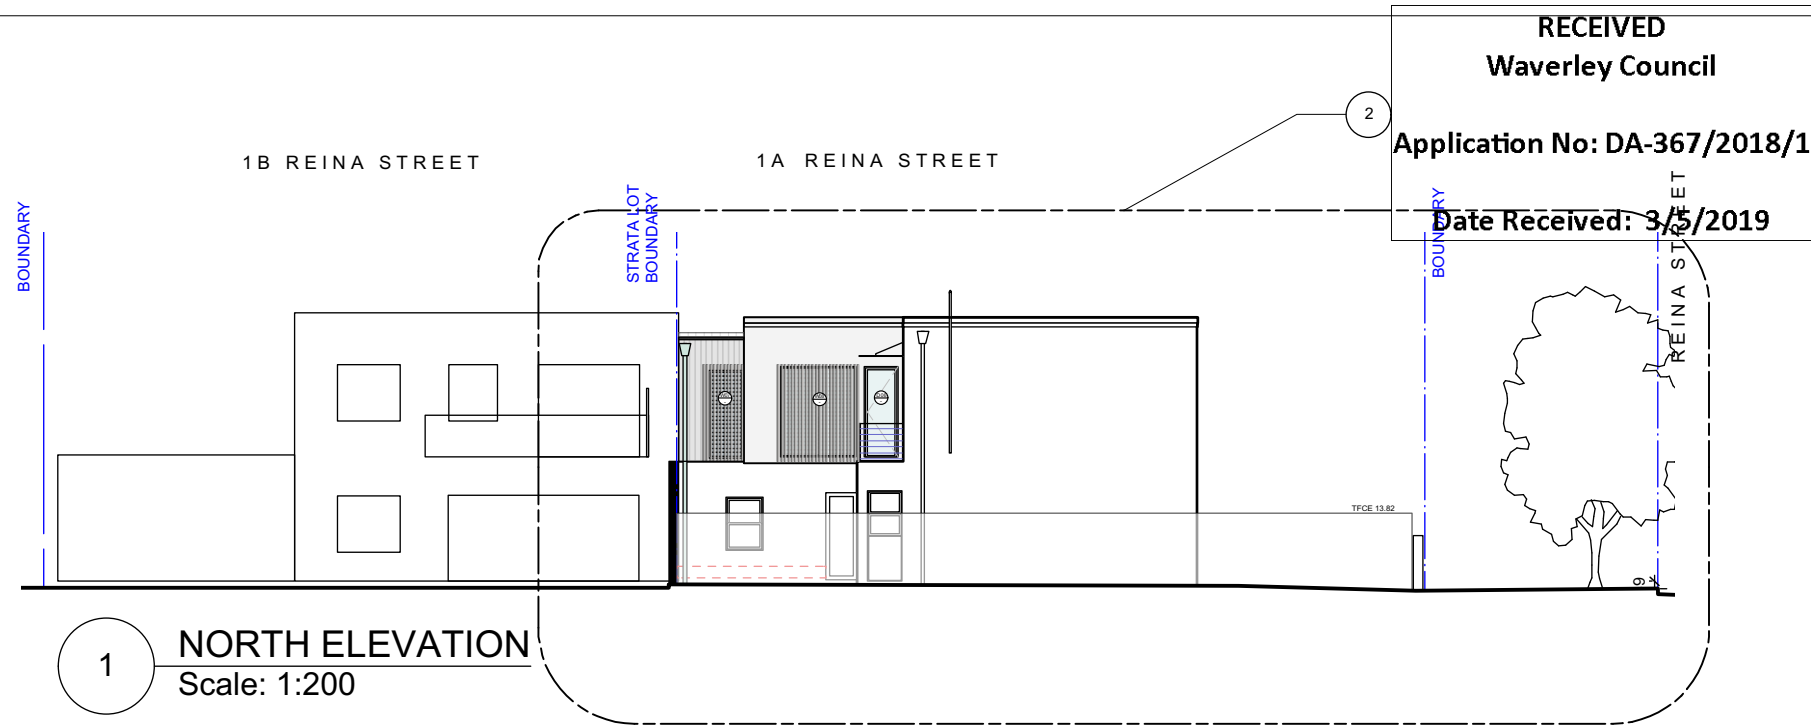 RECEIVED
Waverley Council
Application No: DA-367/2018/1
Date Received: 3/5/2019
2
1B REINA STREET
1A REINA STREET
BOUNDARY
STRATA LOT
BOUNDARY
BOUNDARY
REINA STREET
TFCE 13.82
9
1
NORTH ELEVATION
Scale: 1:200